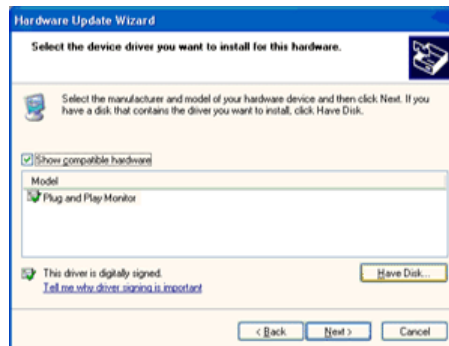 Hardware Update Wizard
Select the device driver you want to install for this hardware.
Select the manufacturer and model of your hardware device and then click Next. If you
have a disk that contains the driver you want to install, click Have Disk.
Show compatible hardware
Model
Plug and Play Monitor
This driver is digitally signed.
Have Disk...
Tell me why driver signing is important
< Back
Next >
Cancel